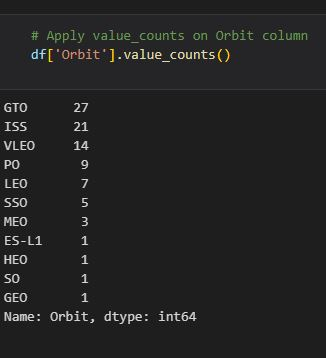 # Apply value_counts on Orbit column
df['Orbit'].value_counts()
GTO      27
ISS      21
VLEO     14
PO        9
LEO       7
SSO       5
MEO       3
ES-L1     1
HEO       1
SO        1
GEO       1
Name: Orbit, dtype: int64